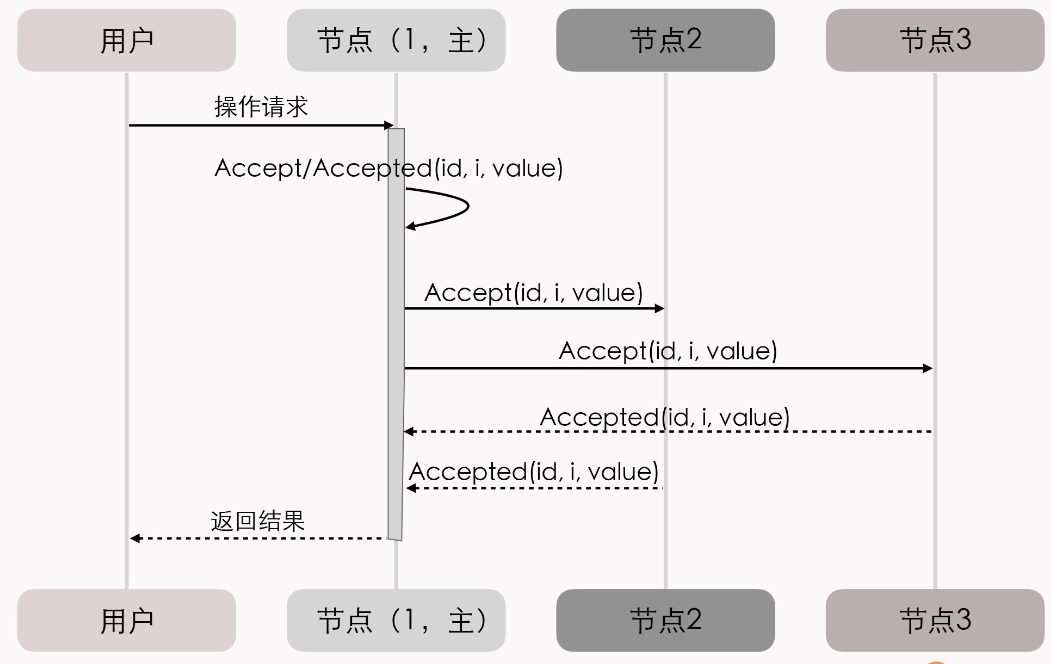 用户
节点（1，主）
节点2
节点3
操作请求
Accept/Accepted(id, i, value)
Accept(id, i, value)
Accept(id, i, value)
Accepted(id, i, value)
Accepted(id, i, value)
返回结果
用户
节点（1，主）
节点2
节点3